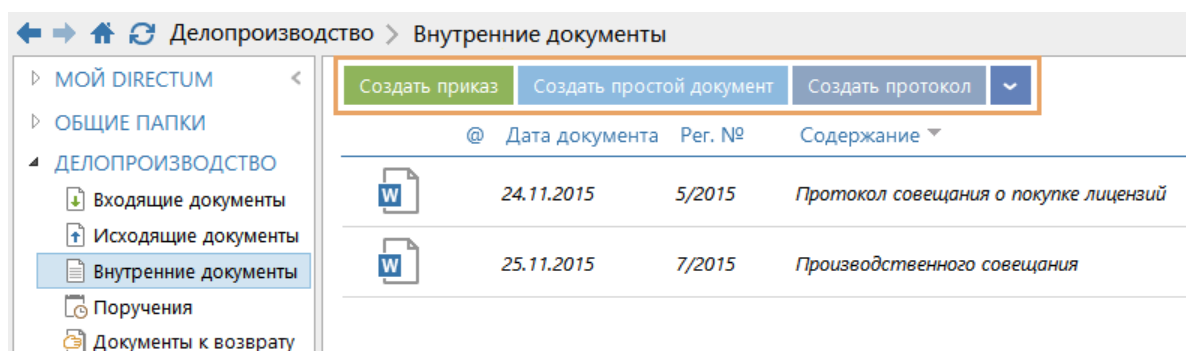 Делопроизводство > Внутренние документы
МОЙ DIRECTUM <
ОБЩИЕ ПАПКИ
ДЕЛОПРОИЗВОДСТВО
Входящие документы
Исходящие документы
Внутренние документы
Поручения
Документы к возврату
Создать приказ Создать простой документ Создать протокол
@ Дата документа Рег. № Содержание
W 24.11.2015 5/2015 Протокол совещания о покупке лицензий
W 25.11.2015 7/2015 Производственного совещания